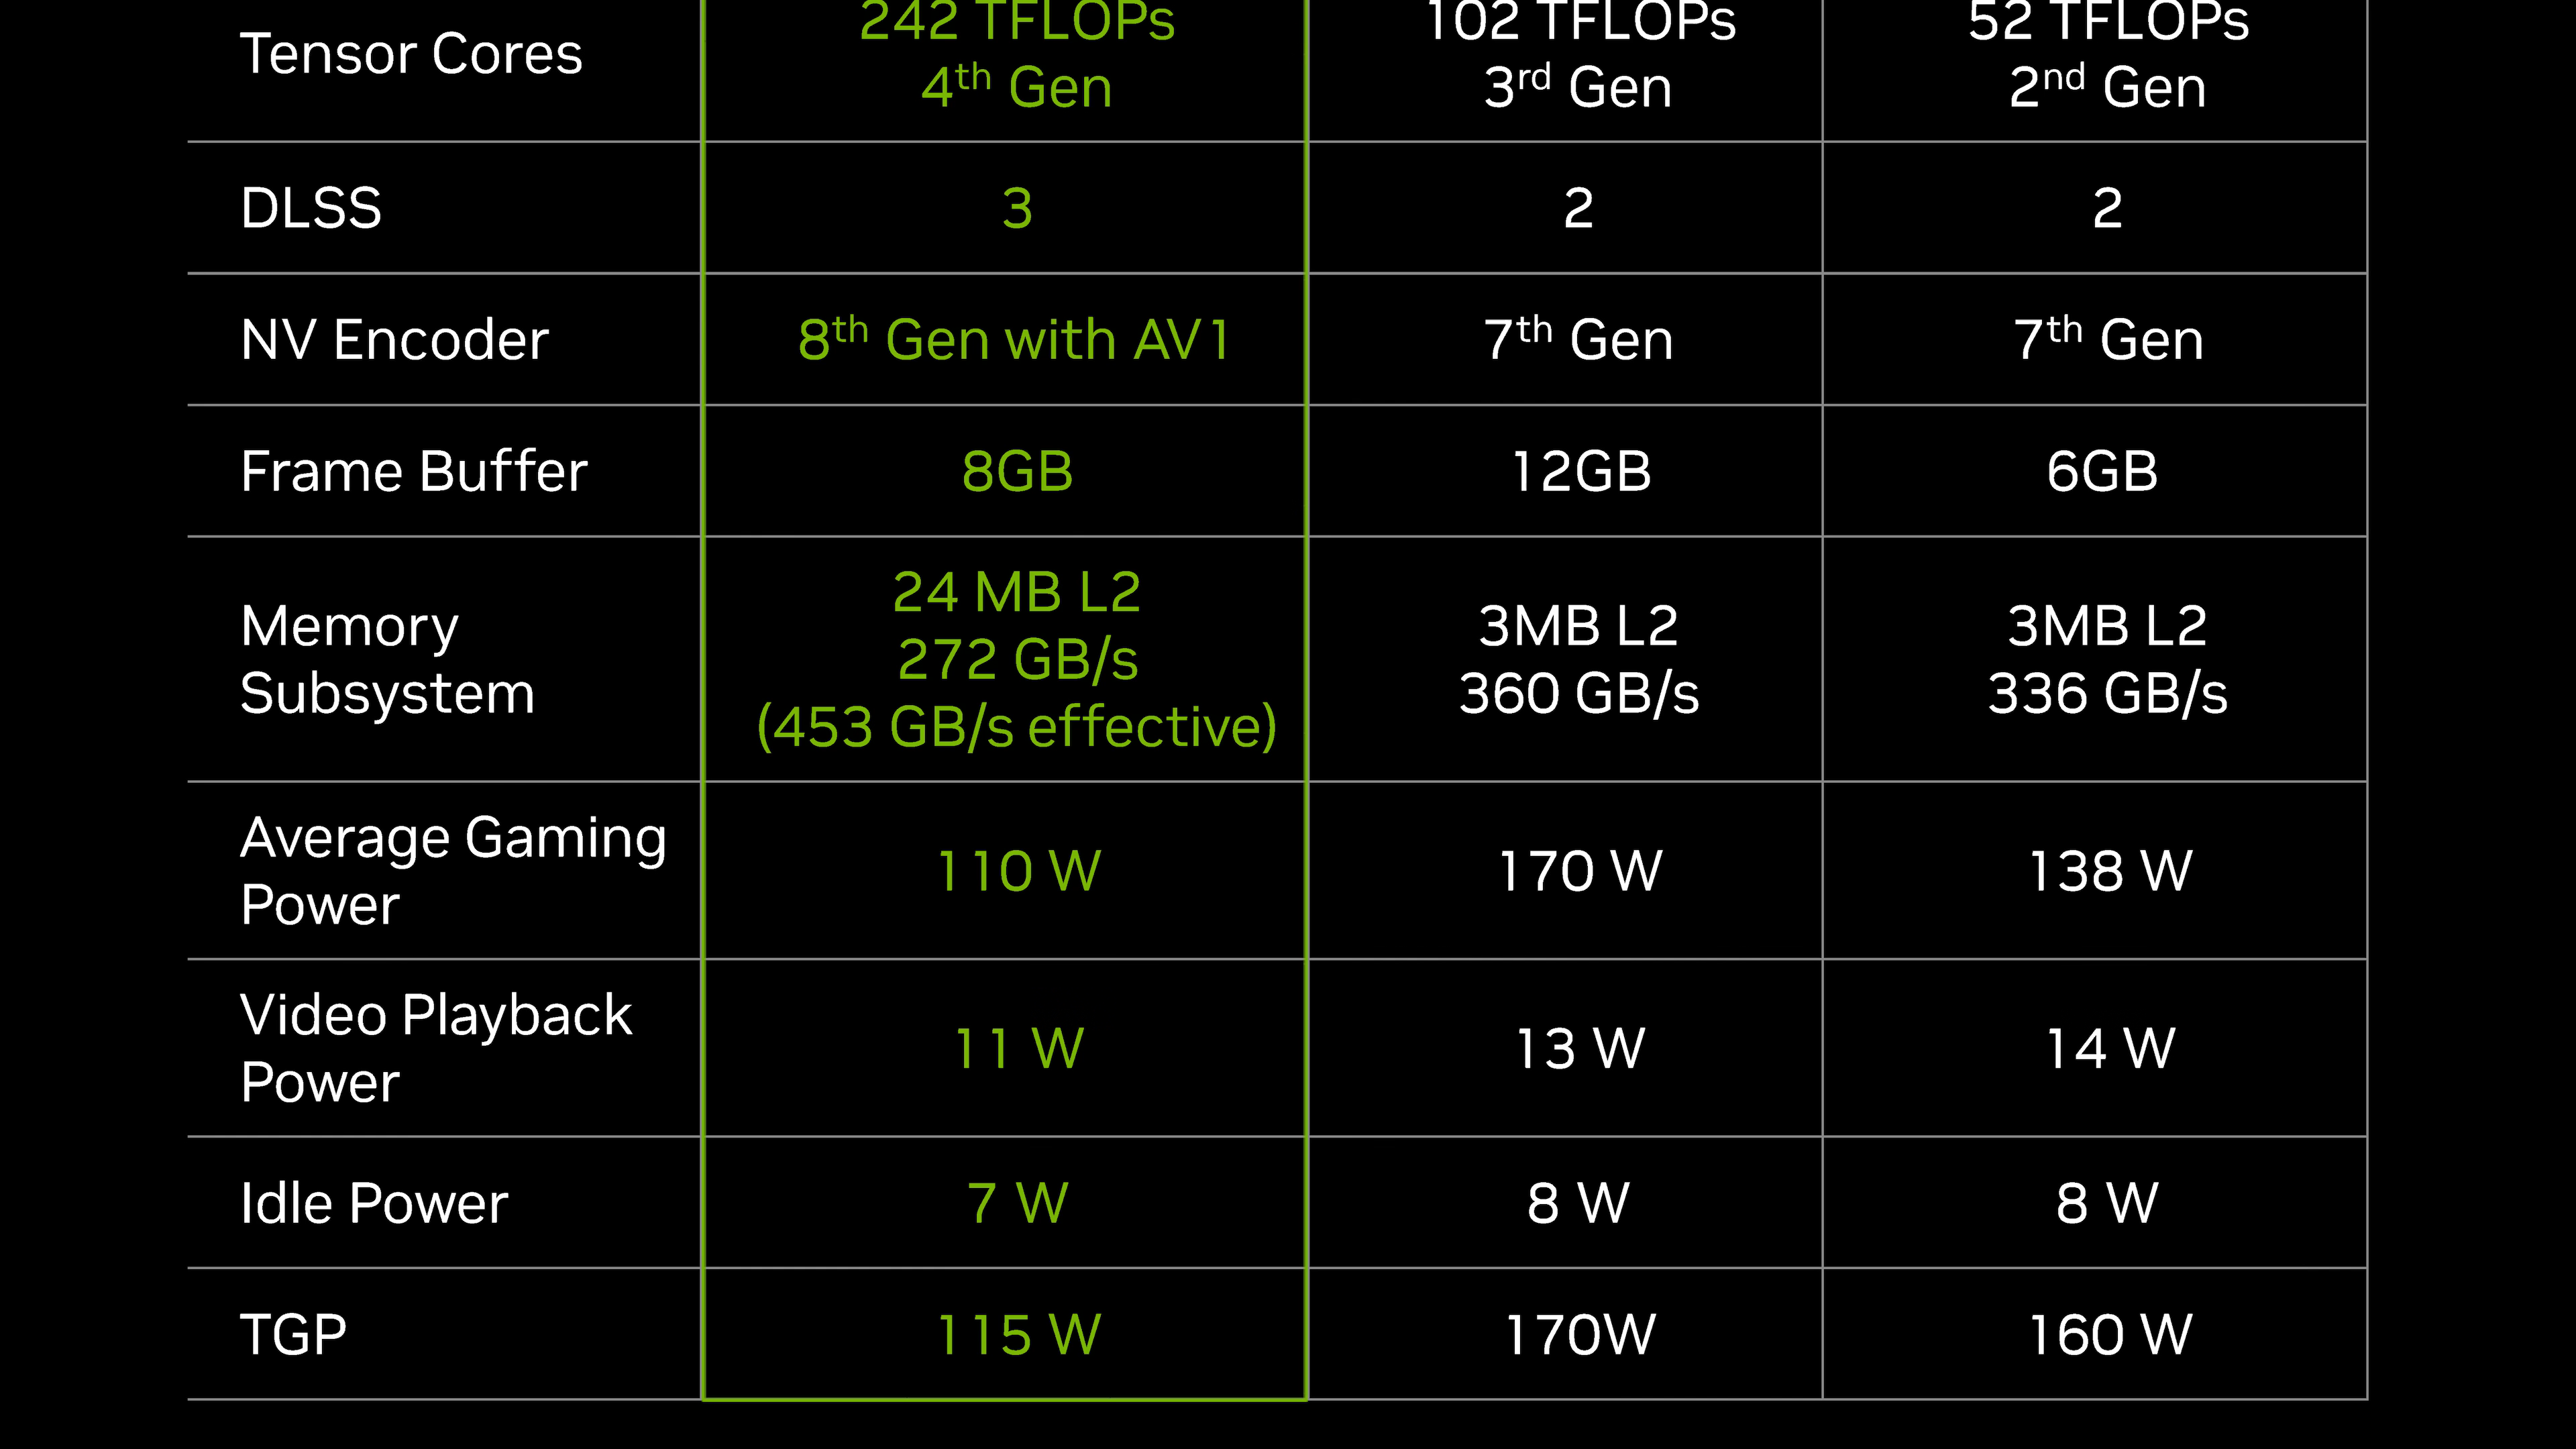 Tensor Cores
242 TFLOPs
4th Gen
102 TFLOPs
3rd Gen
52 TFLOPs
2nd Gen
DLSS
3
2
2
NV Encoder
8th Gen with AV1
7th Gen
7th Gen
Frame Buffer
8GB
12GB
6GB
Memory
Subsystem
24 MB L2
272 GB/s
(453 GB/s effective)
3MB L2
360 GB/s
3MB L2
336 GB/s
Average Gaming
Power
110 W
170 W
138 W
Video Playback
Power
11 W
13 W
14 W
Idle Power
7 W
8 W
8 W
TGP
115 W
170W
160 W